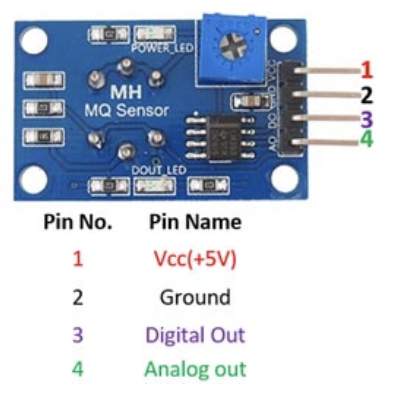 POWER_LED
MH
MQ Sensor
VCC
GND
DO
AO
DOUT_LED
1
2
3
4
Pin No. Pin Name
1 Vcc(+5V)
2 Ground
3 Digital Out
4 Analog out